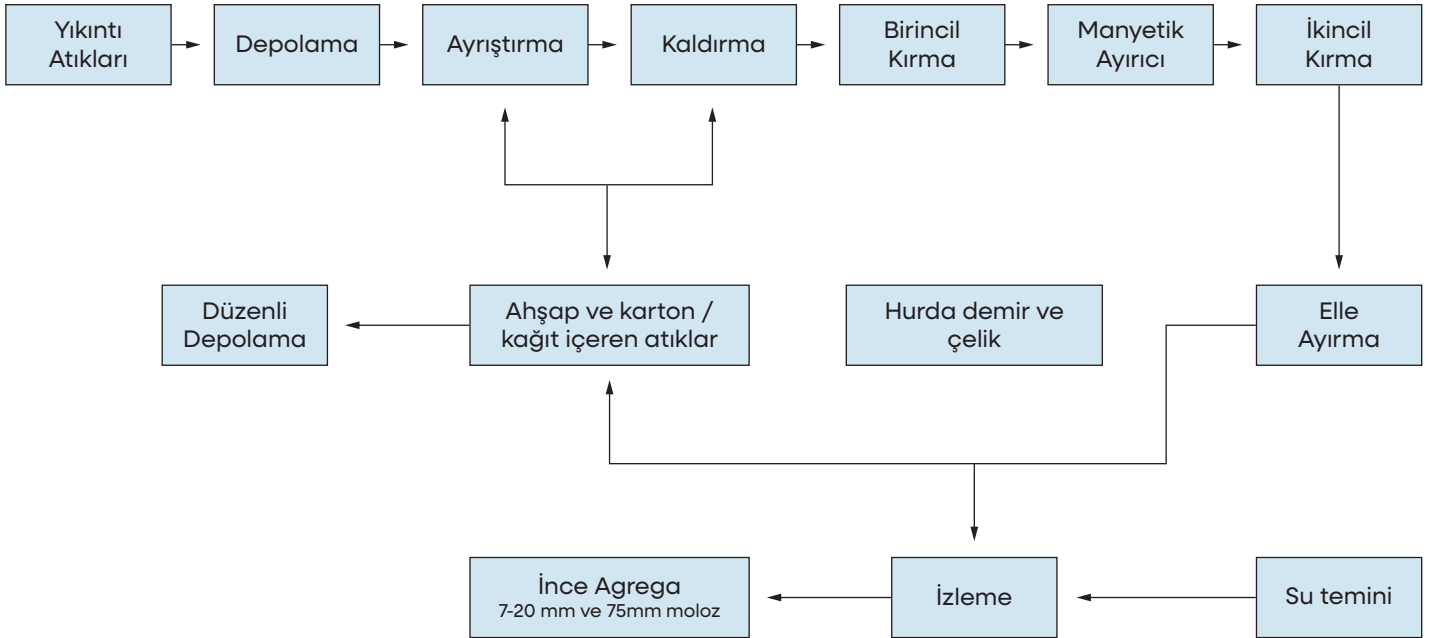 Yıkıntı
Atıkları
Depolama
Ayrıştırma
Kaldırma
Birincil
Kırma
Manyetik
Ayırıcı
İkincil
Kırma
Düzenli
Depolama
Ahşap ve karton /
kağıt içeren atıklar
Hurda demir ve
çelik
Elle
Ayırma
İnce Agrega
7-20 mm ve 75mm moloz
İzleme
Su temini